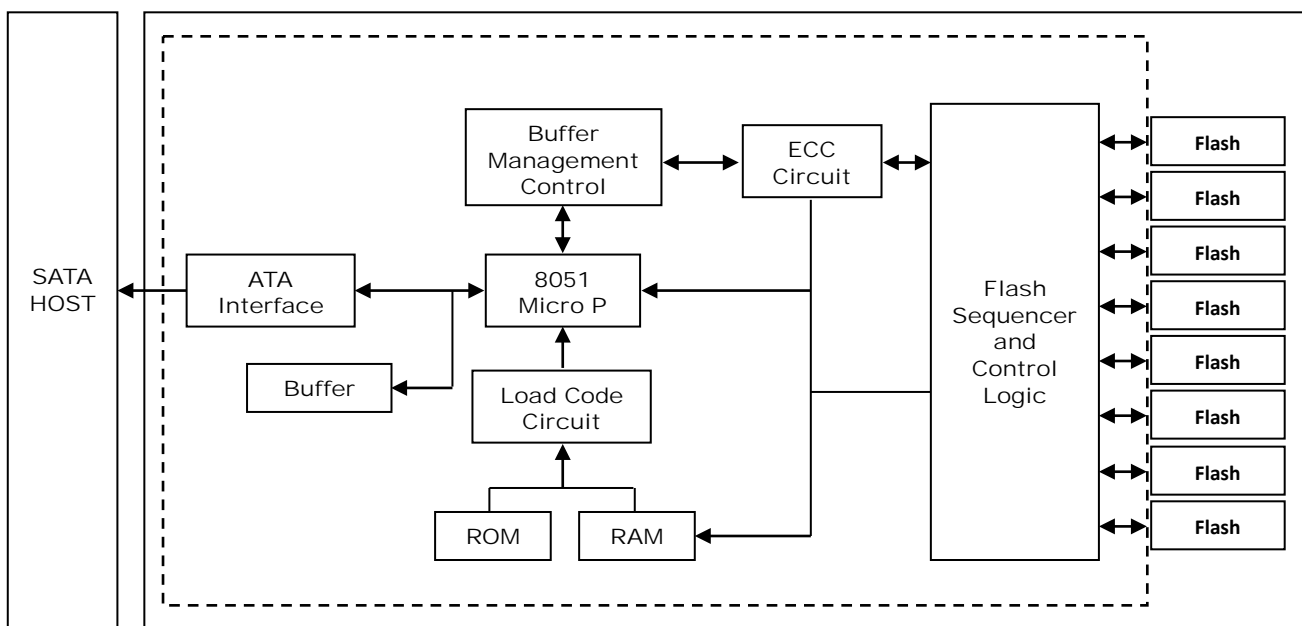 SATA
HOST
ATA
Interface
Buffer
Buffer
Management
Control
8051
Micro P
Load Code
Circuit
ROM
RAM
ECC
Circuit
Flash
Sequencer
and
Control
Logic
Flash
Flash
Flash
Flash
Flash
Flash
Flash
Flash